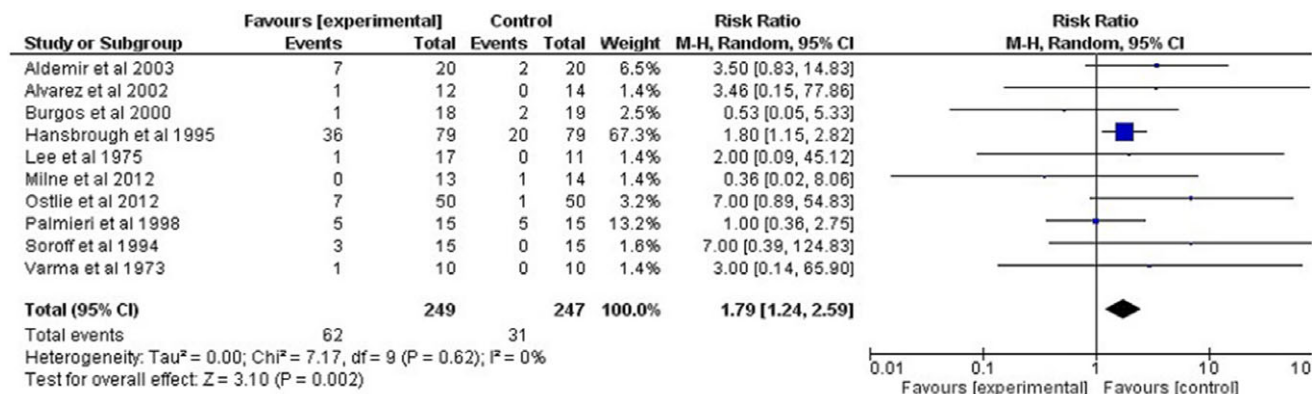 Favours [experimental] Control Risk Ratio Risk Ratio
Study or Subgroup Events Total Events Total Weight M-H, Random, 95% CI M-H, Random, 95% CI
Aldemir et al 2003 7 20 2 20 6.5% 3.50 [0.83, 14.83]
Alvarez et al 2002 1 12 0 14 1.4% 3.46 [0.15, 77.86]
Burgos et al 2000 1 18 2 19 2.5% 0.53 [0.05, 5.33]
Hansbrough et al 1995 36 79 20 79 67.3% 1.80 [1.15, 2.82]
Lee et al 1975 1 17 0 11 1.4% 2.00 [0.09, 45.12]
Milne et al 2012 0 13 1 14 1.4% 0.36 [0.02, 8.06]
Ostlie et al 2012 7 50 1 50 3.2% 7.00 [0.89, 54.83]
Palmieri et al 1998 5 15 5 15 13.2% 1.00 [0.36, 2.75]
Soroff et al 1994 3 15 0 15 1.6% 7.00 [0.39, 124.83]
Varma et al 1973 1 10 0 10 1.4% 3.00 [0.14, 65.90]
Total (95% CI) 249 247 100.0% 1.79 [1.24, 2.59]
Total events 62 31
Heterogeneity: Tau² = 0.00; Chi² = 7.17, df = 9 (P = 0.62); I² = 0%
Test for overall effect: Z = 3.10 (P = 0.002)
0.01 0.1 1 10
Favours [experimental] Favours [control]